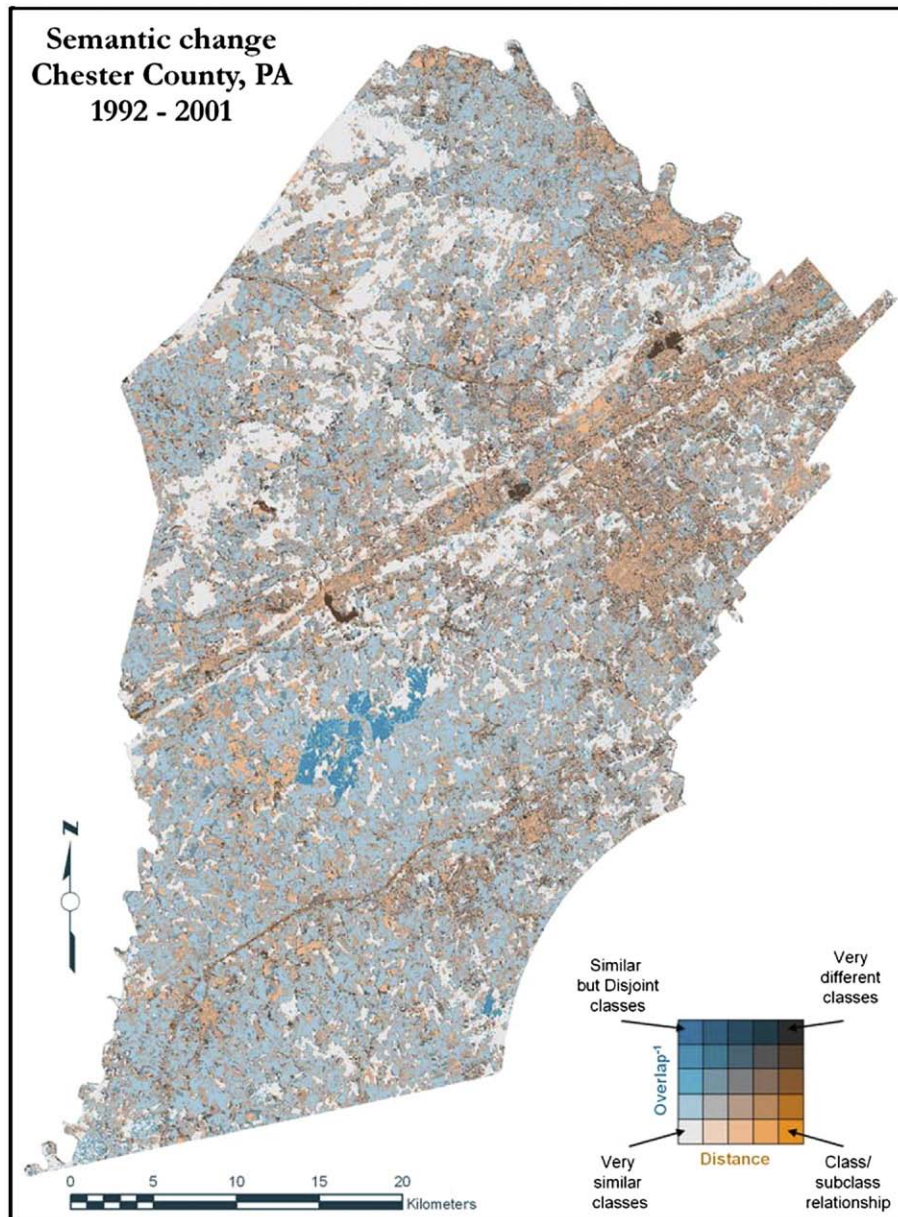 Semantic change
Chester County, PA
1992 - 2001
N
Similar
but Disjoint
classes
Very
different
classes
Overlap⁻¹
Distance
Very
similar
classes
Class/
subclass
relationship
0 5 10 15 20
Kilometers